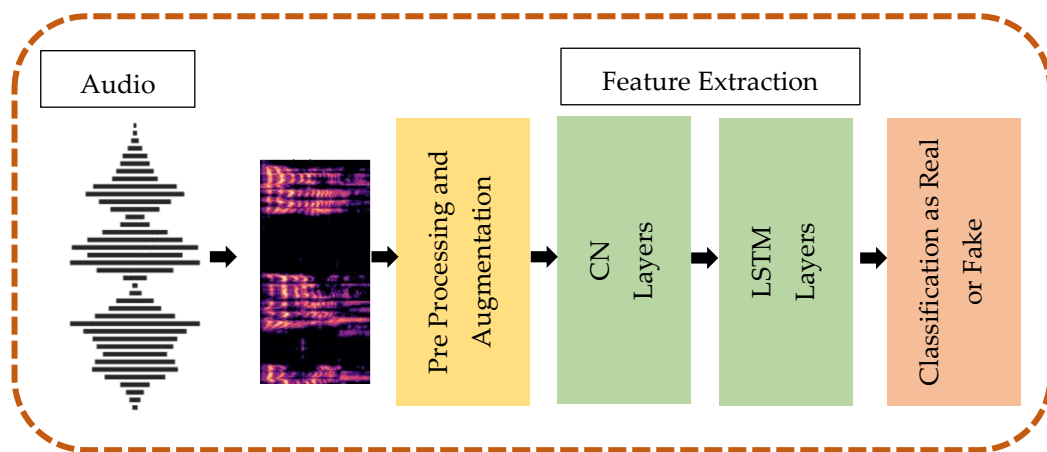 Audio
Feature Extraction
Pre Processing and
Augmentation
CN
Layers
LSTM
Layers
Classification as Real
or Fake